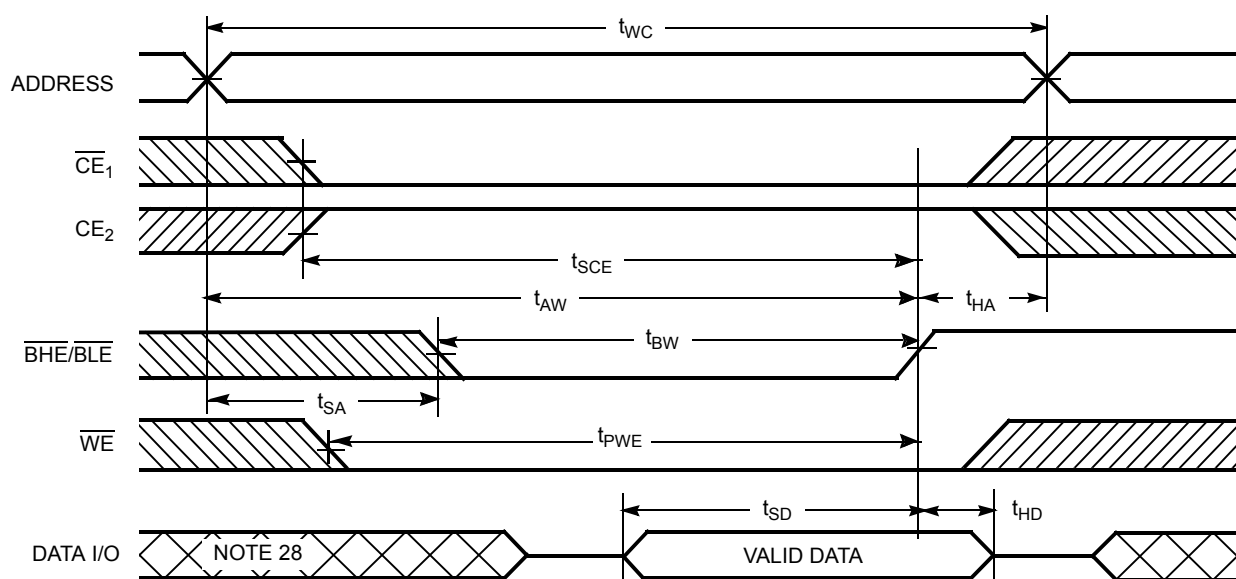 tWC
ADDRESS
CE1
CE2
tSCE
tAW
tHA
BHE/BLE
tBW
tSA
WE
tPWE
tSD
tHD
DATA I/O
NOTE 28
VALID DATA